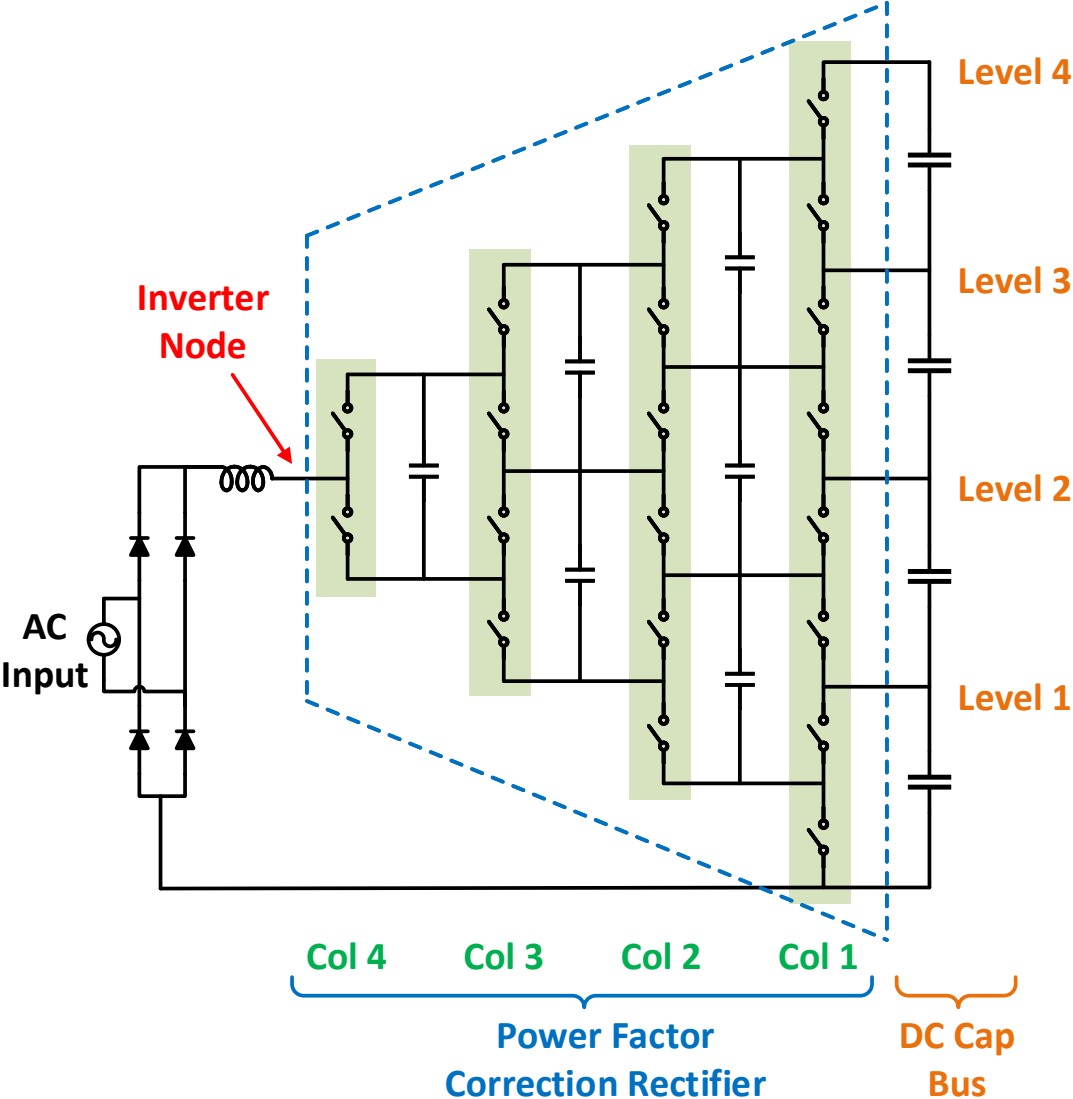 Level 4
Level 3
Inverter
Node
Level 2
AC
Input
Level 1
Col 4
Col 3
Col 2
Col 1
Power Factor
Correction Rectifier
DC Cap
Bus